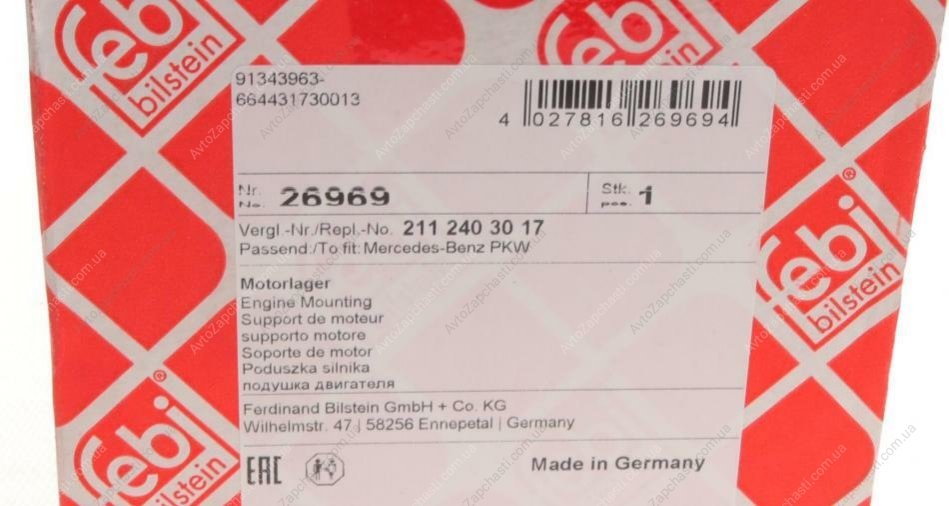 febi
bilstein
91343963-
664431730013
4 027816 269694
Nr.
No. 26969
Stk.
pcs. 1
Vergl.-Nr./Repl.-No. 211 240 30 17
Passend:/To fit: Mercedes-Benz PKW
Motorlager
Engine Mounting
Support de moteur
supporto motore
Soporte de motor
Poduszka silnika
подушка двигателя
Ferdinand Bilstein GmbH + Co. KG
Wilhelmstr. 47 | 58256 Ennepetal | Germany
EAC
Made in Germany
febi
bilstein
febi
bilstein
AvtoZapchasti.com.ua